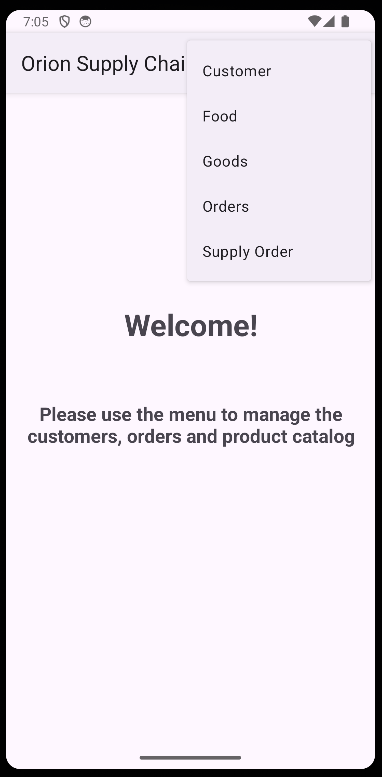 7:05
Orion Supply Chai
Customer
Food
Goods
Orders
Supply Order
Welcome!
Please use the menu to manage the
customers, orders and product catalog